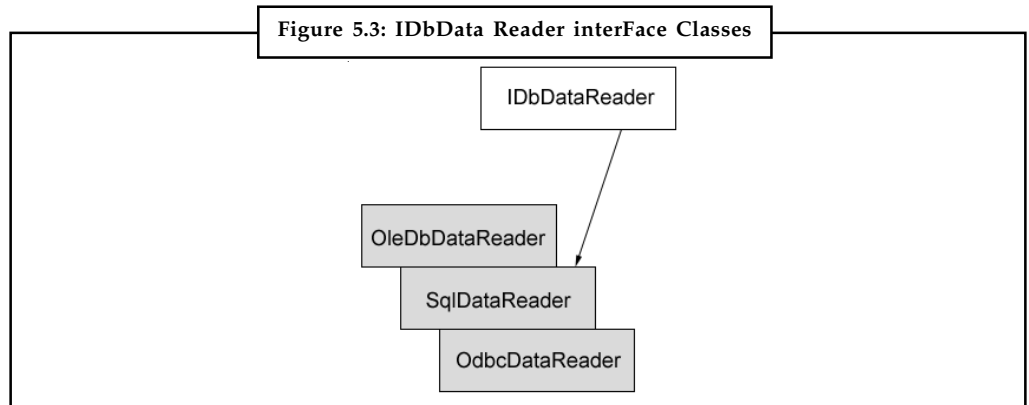 Figure 5.3: IDbData Reader interFace Classes
IDbDataReader
OleDbDataReader
SqlDataReader
OdbcDataReader